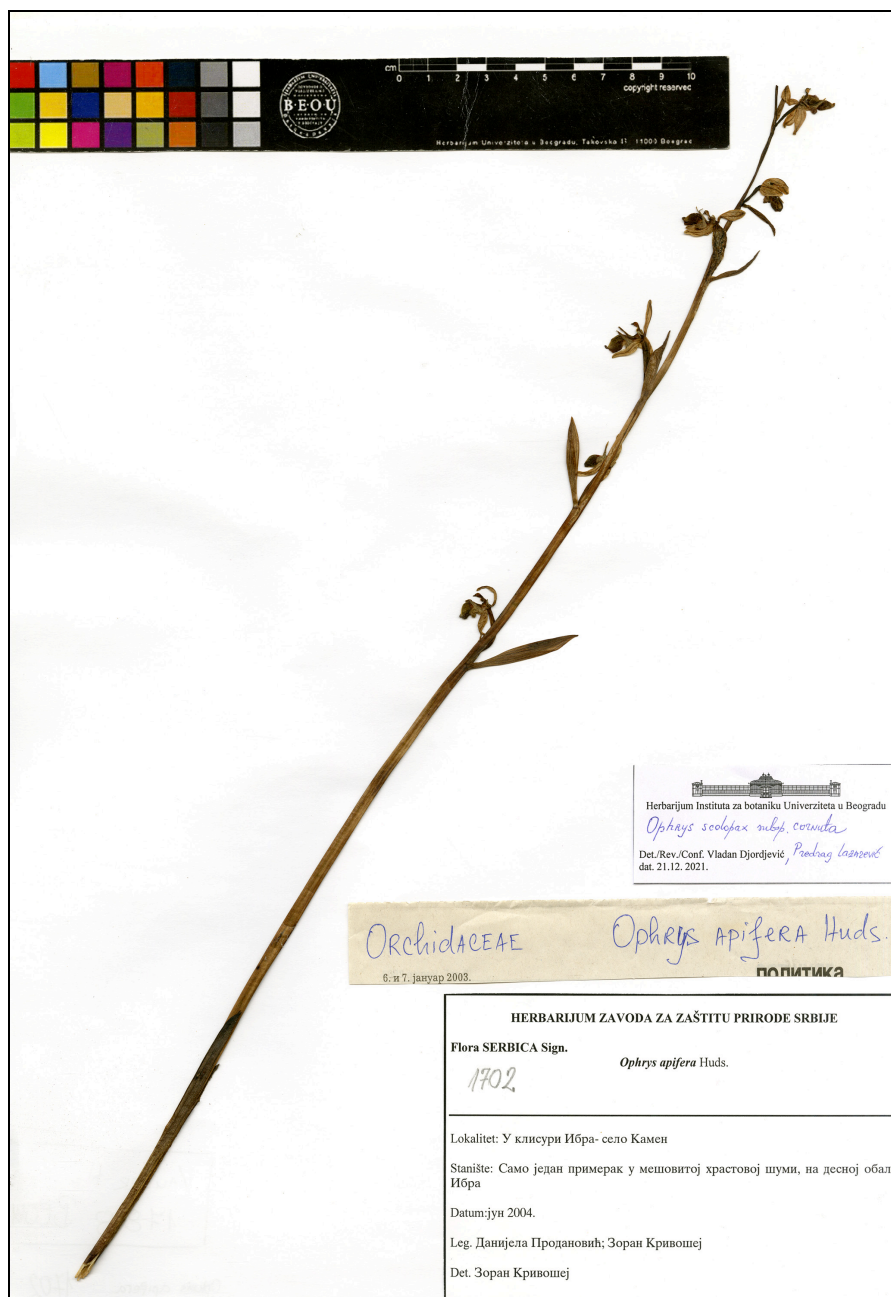 cm 0 1 2 3 4 5 6 7 8 9 10
copyright reserved
BEOU
Herbarijum Univerziteta u Beogradu, Takovska 43, 11000 Beograd
Herbarijum Instituta za botaniku Univerziteta u Beogradu
Ophrys scolopax subsp. cornuta
Det./Rev./Conf. Vladan Djordjević, Predrag Lazarević
dat. 21.12. 2021.
ORchidACEAE Ophrys APifERA Huds.
6. и 7. јануар 2003. ПОЛИТИКА
HERBARIJUM ZAVODA ZA ZAŠTITU PRIRODE SRBIJE
Flora SERBICA Sign.
Ophrys apifera Huds.
1702
Lokalitet: У клисури Ибра- село Камен
Stanište: Само један примерак у мешовитој храстовој шуми, на десној обал
Ибра
Datum:јун 2004.
Leg. Данијела Продановић; Зоран Кривошеј
Det. Зоран Кривошеј